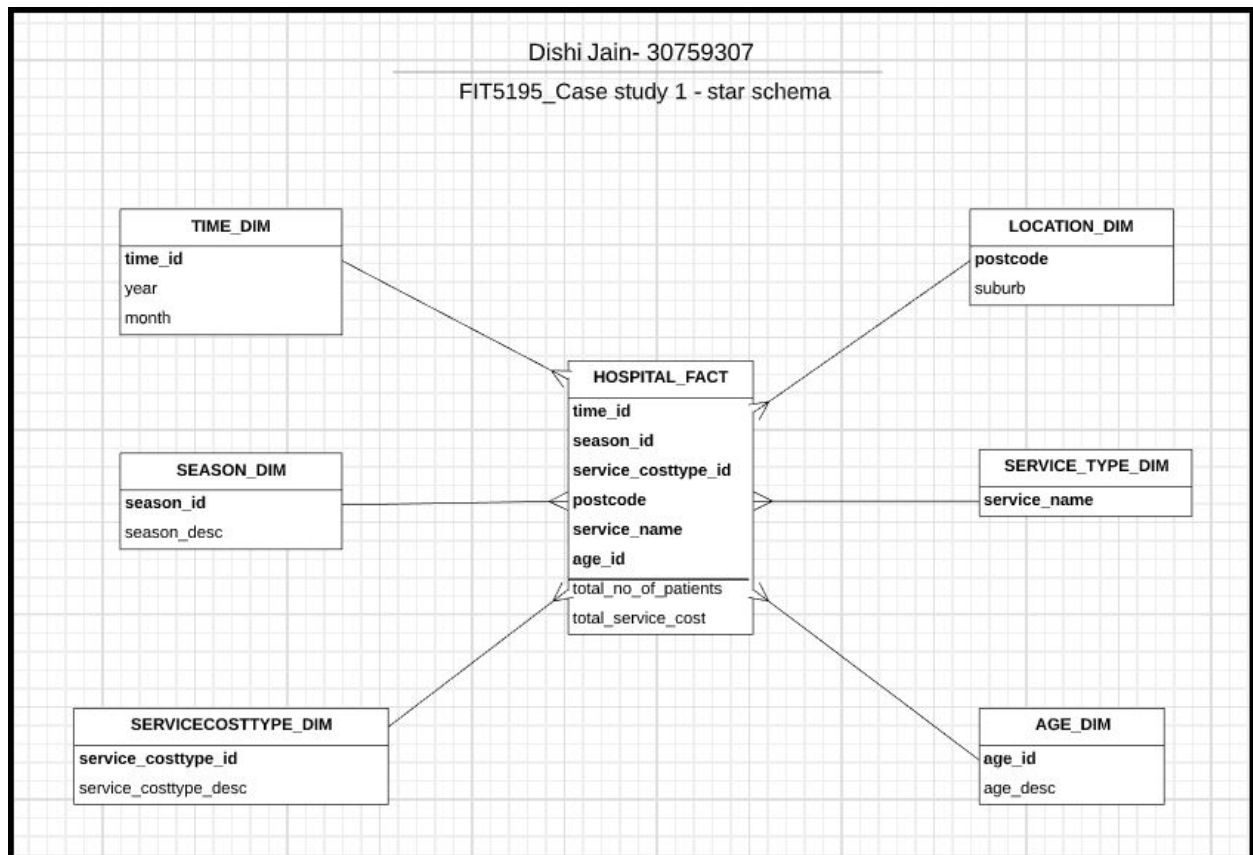 Dishi Jain- 30759307
FIT5195_Case study 1 - star schema
TIME_DIM
time_id
year
month
LOCATION_DIM
postcode
suburb
HOSPITAL_FACT
time_id
season_id
service_costtype_id
postcode
service_name
age_id
total_no_of_patients
total_service_cost
SEASON_DIM
season_id
season_desc
SERVICE_TYPE_DIM
service_name
SERVICECOSTTYPE_DIM
service_costtype_id
service_costtype_desc
AGE_DIM
age_id
age_desc